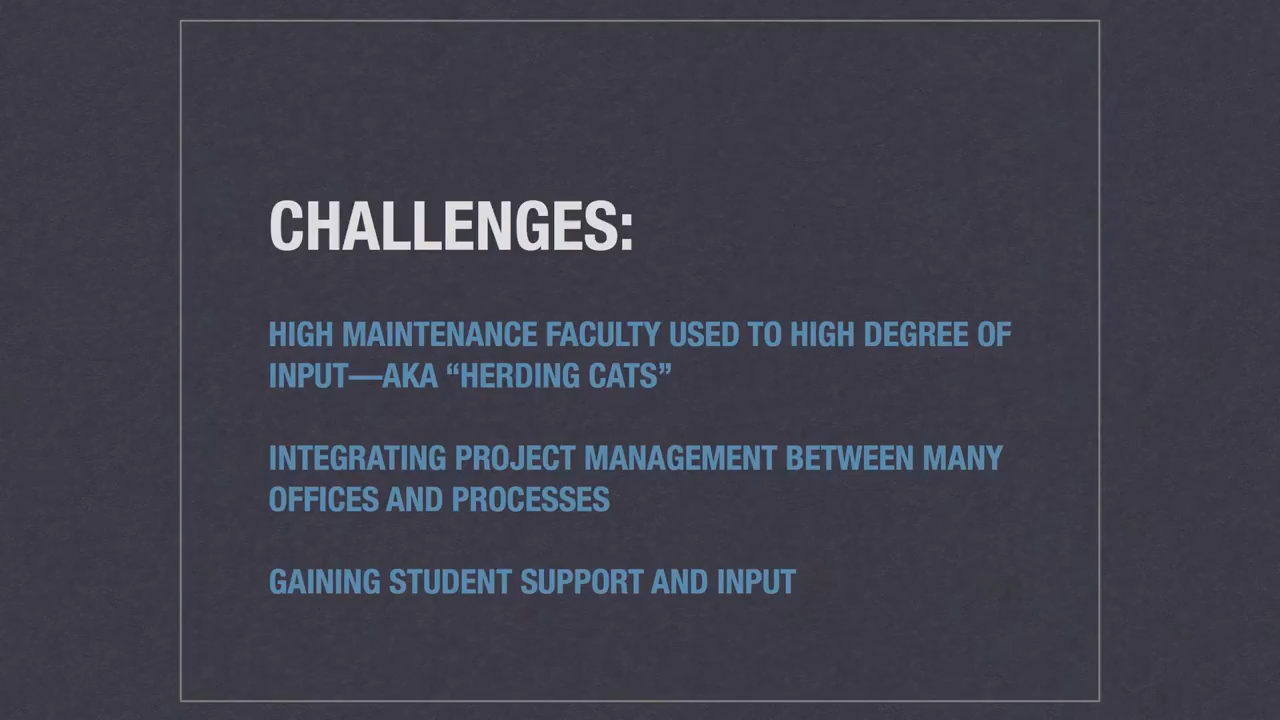 CHALLENGES:
HIGH MAINTENANCE FACULTY USED TO HIGH DEGREE OF
INPUT—AKA “HERDING CATS”
INTEGRATING PROJECT MANAGEMENT BETWEEN MANY
OFFICES AND PROCESSES
GAINING STUDENT SUPPORT AND INPUT